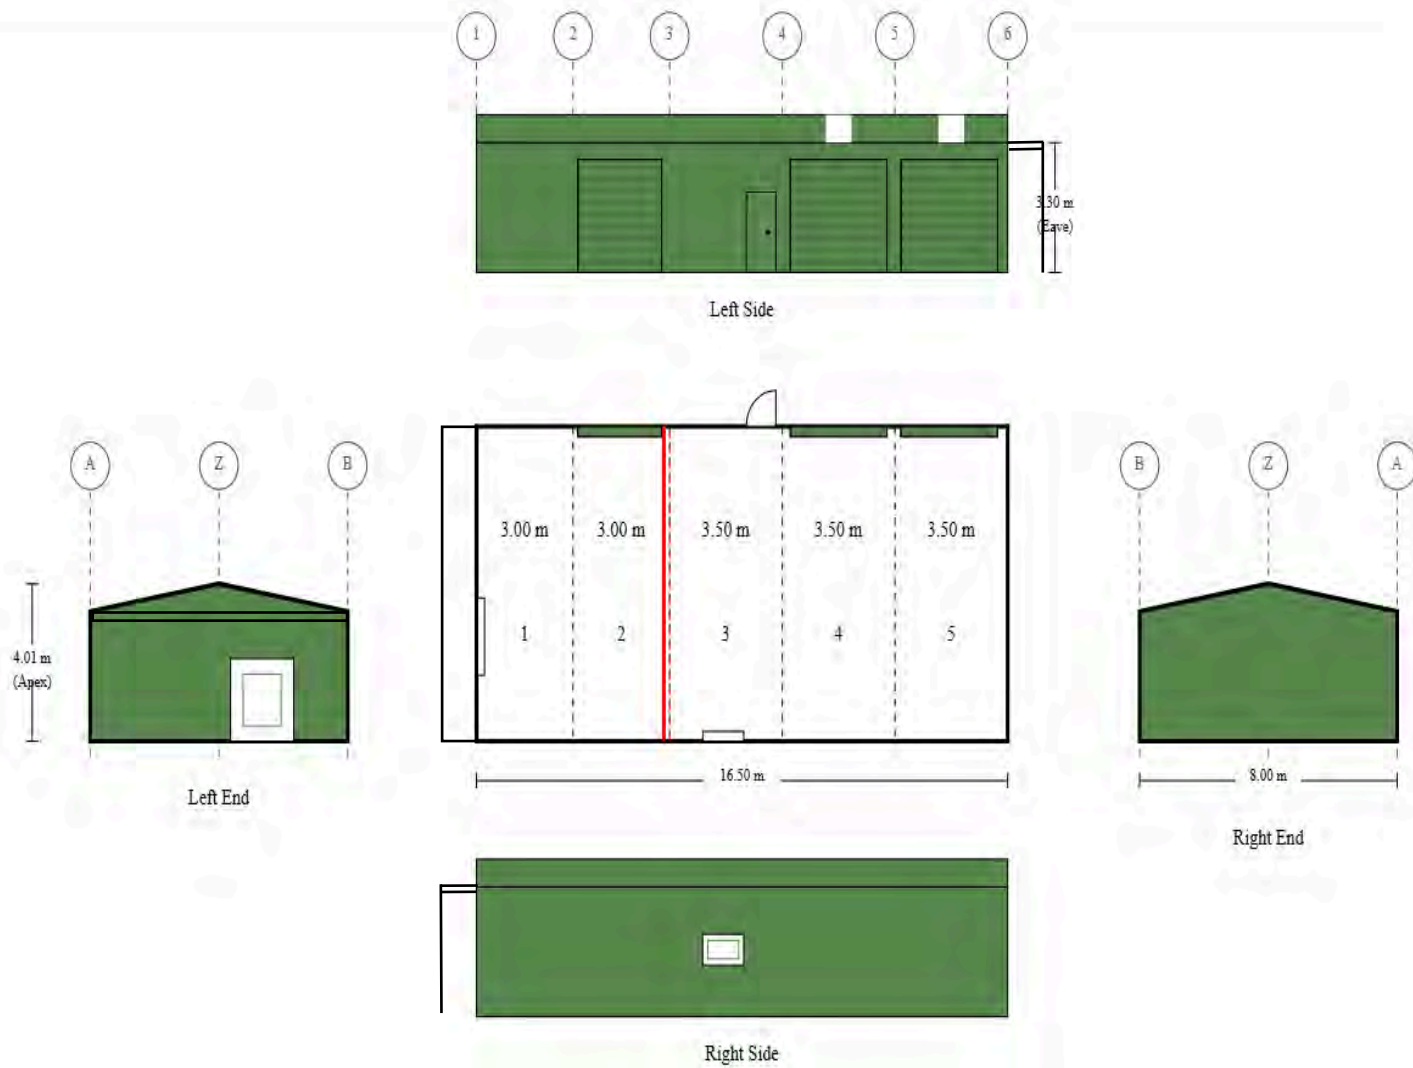 1 2 3 4 5 6
3.30 m
(Eave)
Left Side
A Z B
B Z A
3.00 m 3.00 m 3.50 m 3.50 m 3.50 m
1 2 3 4 5
4.01 m
(Apex)
16.50 m
8.00 m
Left End
Right End
Right Side